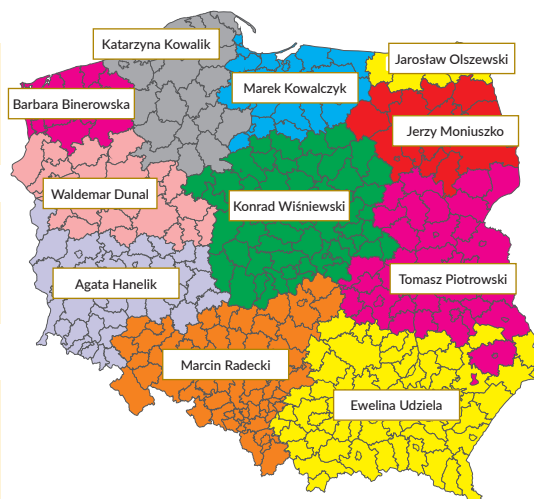 Katarzyna Kowalik
Jarosław Olszewski
Marek Kowalczyk
Barbara Binerowska
Jerzy Moniuszko
Waldemar Dunal
Konrad Wiśniewski
Agata Hanelik
Tomasz Piotrowski
Marcin Radecki
Ewelina Udziela